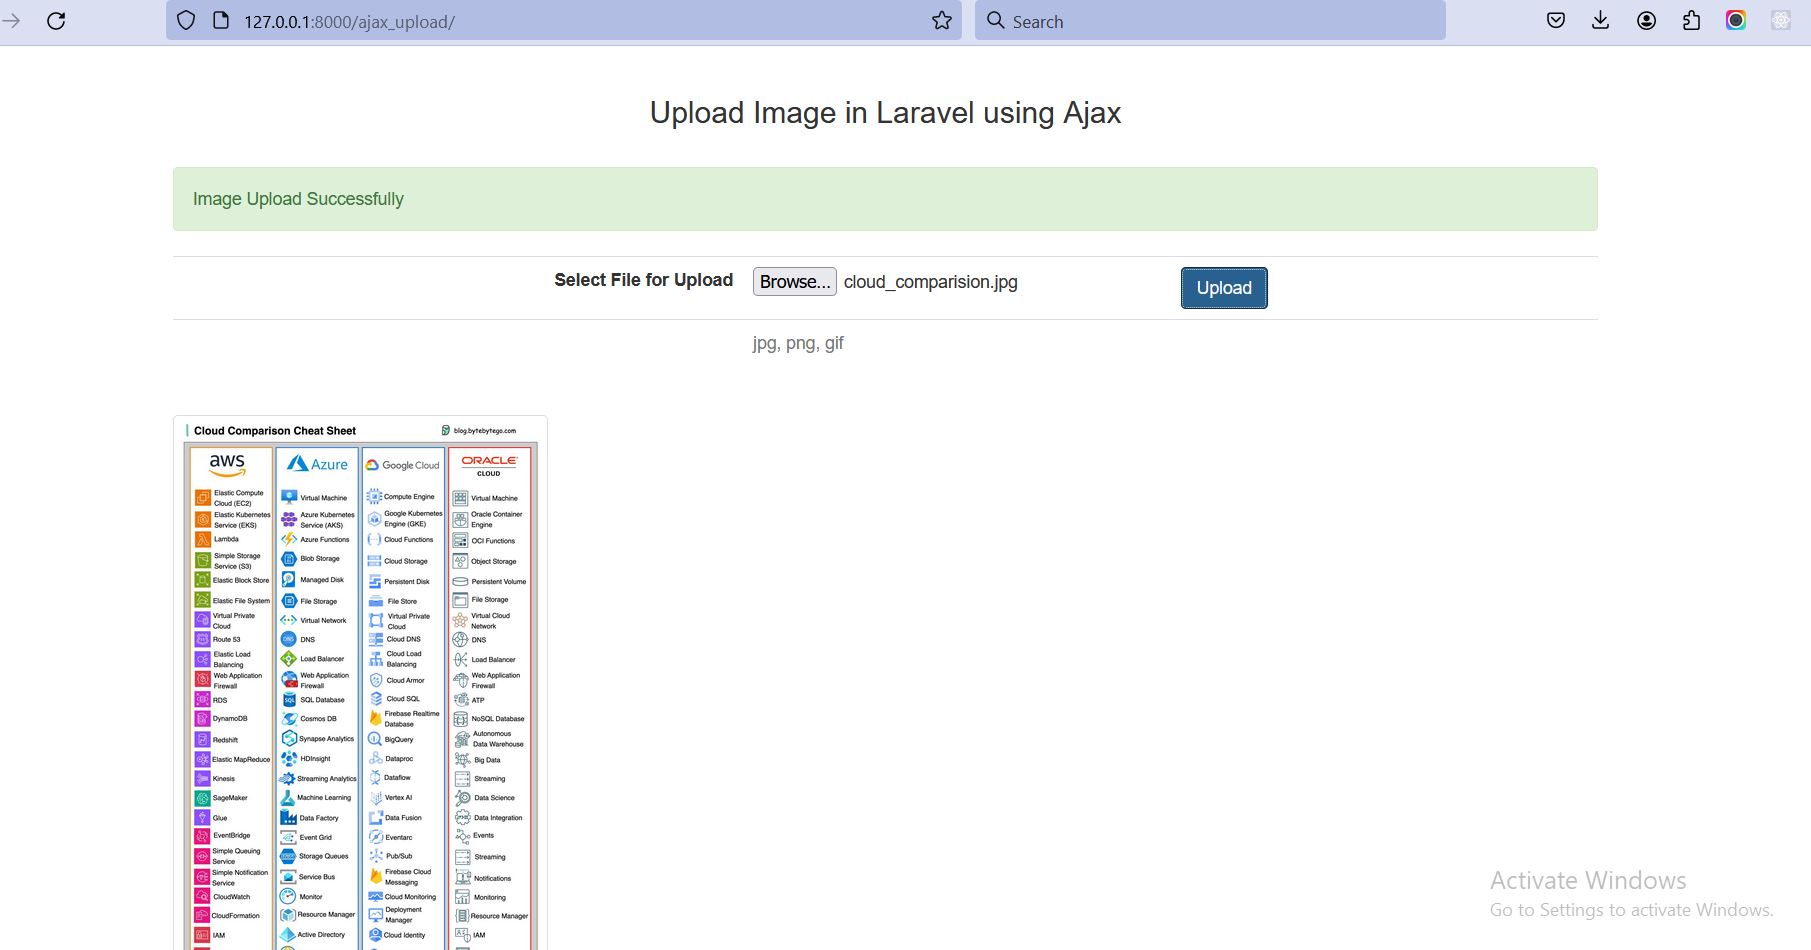 127.0.0.1:8000/ajax_upload/
Search
Upload Image in Laravel using Ajax
Image Upload Successfully
Select File for Upload
Browse...
cloud_comparision.jpg
Upload
jpg, png, gif
Cloud Comparison Cheat Sheet
blog.bytebytego.com
aws
Elastic Compute
Cloud (EC2)
Elastic Kubernetes
Service (EKS)
Lambda
Simple Storage
Service (S3)
Elastic Block Store
Elastic File System
Virtual Private
Cloud
Route 53
Elastic Load
Balancing
Web Application
Firewall
RDS
DynamoDB
Redshift
Elastic MapReduce
Kinesis
SageMaker
Glue
EventBridge
Simple Queuing
Service
Simple Notification
Service
CloudWatch
CloudFormation
IAM
Azure
Virtual Machine
Azure Kubernetes
Service (AKS)
Azure Functions
Blob Storage
Managed Disk
File Storage
Virtual Network
DNS
Load Balancer
Web Application
Firewall
SQL Database
Cosmos DB
Synapse Analytics
HDInsight
Streaming Analytics
Machine Learning
Data Factory
Event Grid
Storage Queues
Service Bus
Monitor
Resource Manager
Active Directory
Google Cloud
Compute Engine
Google Kubernetes
Engine (GKE)
Cloud Functions
Cloud Storage
Persistent Disk
File Store
Virtual Private
Cloud
Cloud DNS
Cloud Load
Balancing
Cloud Armor
Cloud SQL
Firebase Realtime
Database
BigQuery
Dataproc
Dataflow
Vertex AI
Data Fusion
Eventarc
Pub/Sub
Firebase Cloud
Messaging
Cloud Monitoring
Deployment
Manager
Cloud Identity
ORACLE
CLOUD
Virtual Machine
Oracle Container
Engine
OCI Functions
Object Storage
Persistent Volume
File Storage
Virtual Cloud
Network
DNS
Load Balancer
Web Application
Firewall
ATP
NoSQL Database
Autonomous
Data Warehouse
Big Data
Streaming
Data Science
Data Integration
Events
Streaming
Notifications
Monitoring
Resource Manager
IAM
Activate Windows
Go to Settings to activate Windows.